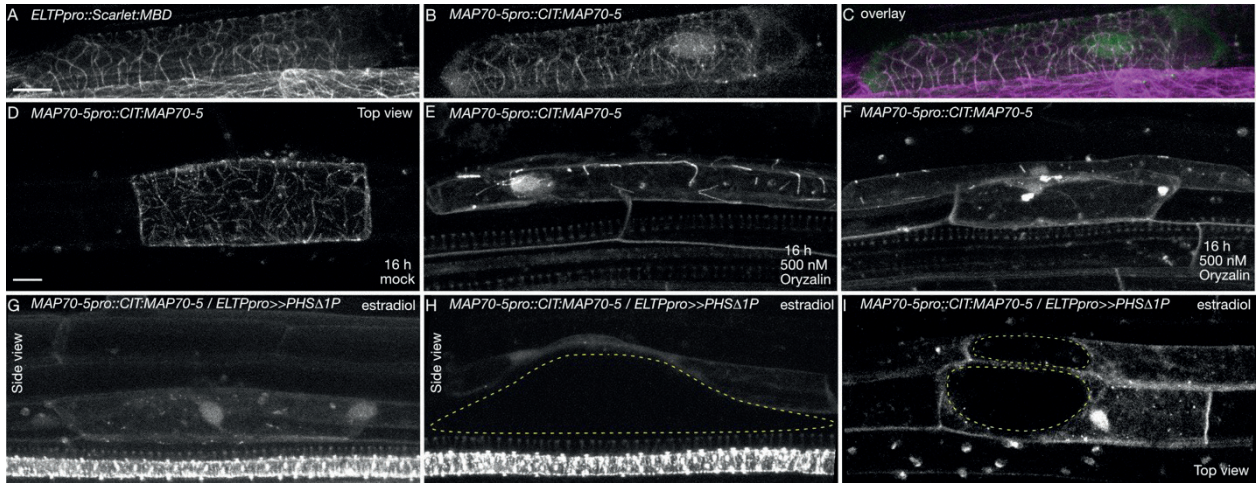 A ELTPpro::Scarlet:MBD
B MAP70-5pro::CIT:MAP70-5
C overlay
D MAP70-5pro::CIT:MAP70-5 Top view
16 h
mock
E MAP70-5pro::CIT:MAP70-5
16 h
500 nM
Oryzalin
F MAP70-5pro::CIT:MAP70-5
16 h
500 nM
Oryzalin
G MAP70-5pro::CIT:MAP70-5 / ELTPpro>>PHSΔ1P estradiol
Side view
H MAP70-5pro::CIT:MAP70-5 / ELTPpro>>PHSΔ1P estradiol
Side view
I MAP70-5pro::CIT:MAP70-5 / ELTPpro>>PHSΔ1P estradiol
Top view